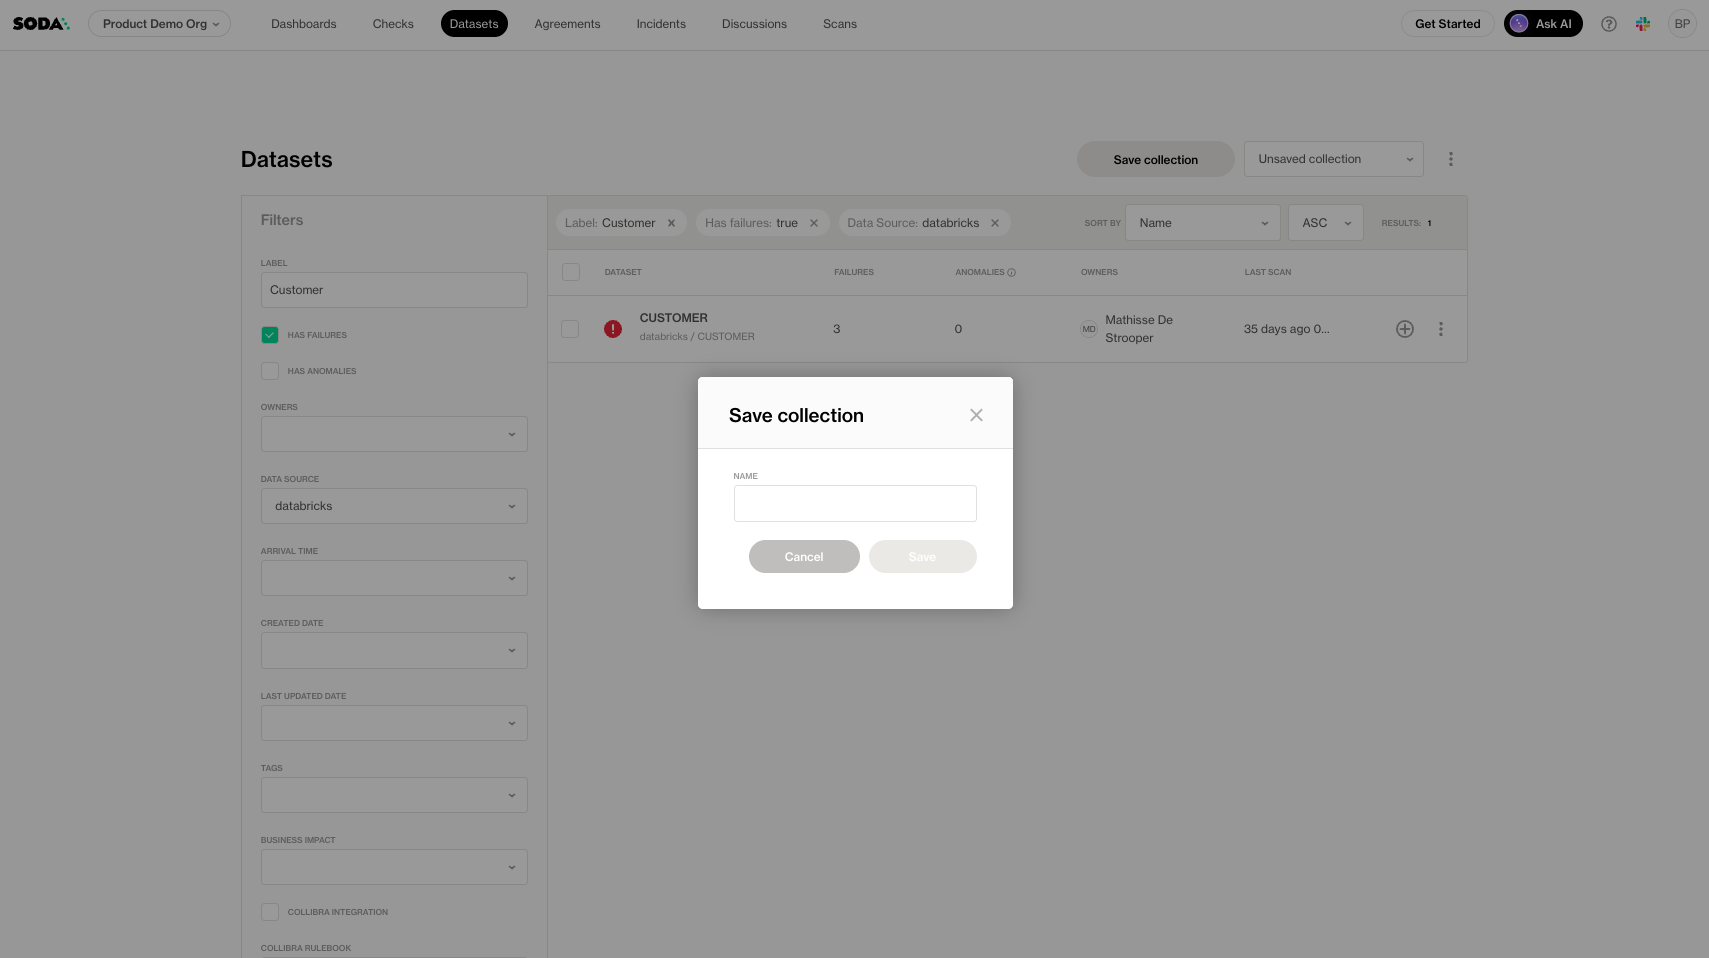 SODA
Product Demo Org
Dashboards
Checks
Datasets
Agreements
Incidents
Discussions
Scans
Get Started
Ask AI
BP
Datasets
Save collection
Unsaved collection
Filters
Label: Customer
Has failures: true
Data Source: databricks
SORT BY
Name
ASC
RESULTS: 1
LABEL
Customer
HAS FAILURES
HAS ANOMALIES
OWNERS
DATA SOURCE
databricks
ARRIVAL TIME
CREATED DATE
LAST UPDATED DATE
TAGS
BUSINESS IMPACT
COLLIBRA INTEGRATION
COLLIBRA RULEBOOK
DATASET
FAILURES
ANOMALIES
OWNERS
LAST SCAN
CUSTOMER
databricks / CUSTOMER
3
0
MD
Mathisse De
Strooper
35 days ago 0...
Save collection
NAME
Cancel
Save